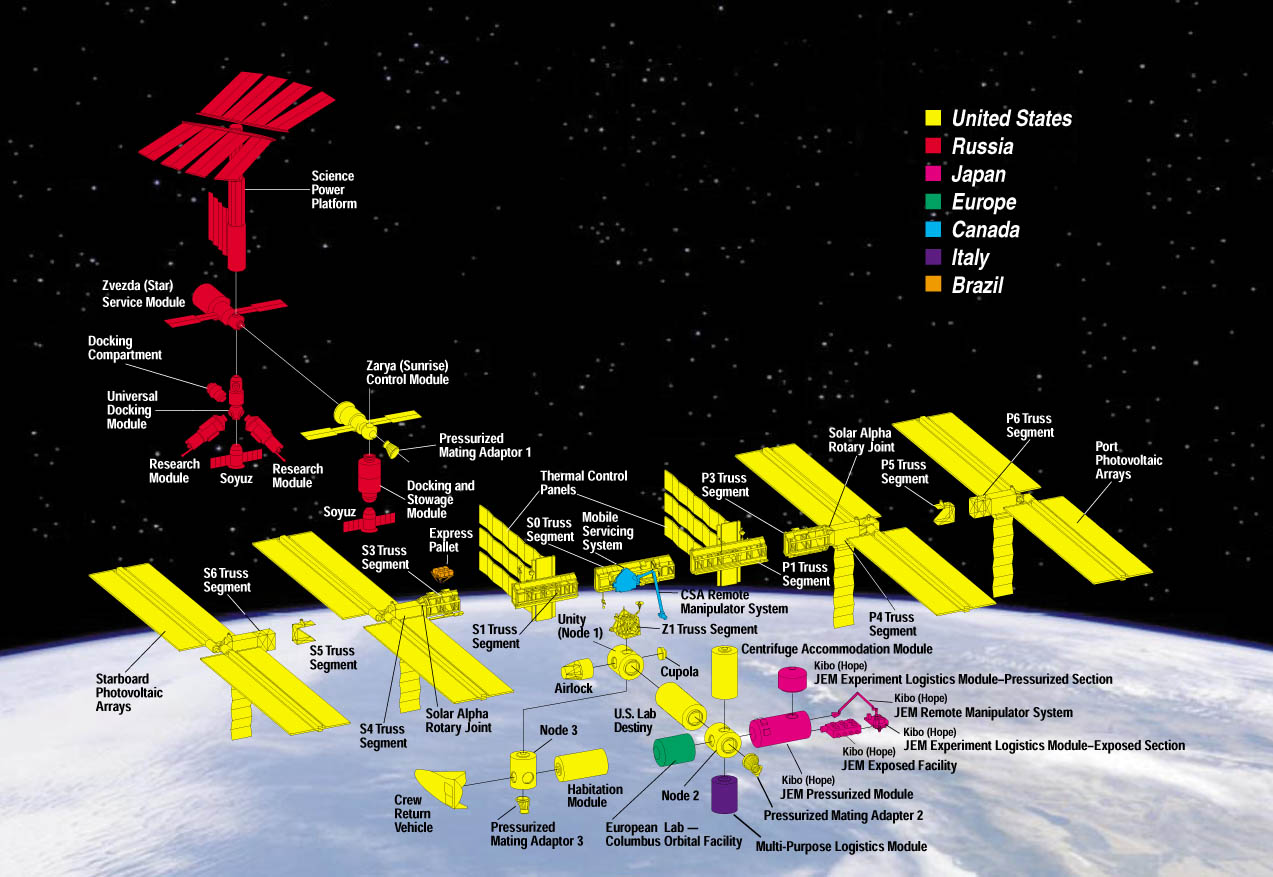 United States
Russia
Japan
Europe
Canada
Italy
Brazil
Science
Power
Platform
Zvezda (Star)
Service Module
Docking
Compartment
Universal
Docking
Module
Research
Module
Soyuz
Research
Module
Zarya (Sunrise)
Control Module
Pressurized
Mating Adaptor 1
Docking and
Stowage
Module
Soyuz
Express
Pallet
Thermal Control
Panels
S0 Truss
Segment
Mobile
Servicing
System
P3 Truss
Segment
Solar Alpha
Rotary Joint
P5 Truss
Segment
P6 Truss
Segment
Port
Photovoltaic
Arrays
S3 Truss
Segment
S6 Truss
Segment
P1 Truss
Segment
CSA Remote
Manipulator System
P4 Truss
Segment
S5 Truss
Segment
S1 Truss
Segment
Unity
(Node 1)
Z1 Truss Segment
Starboard
Photovoltaic
Arrays
S4 Truss
Segment
Solar Alpha
Rotary Joint
Airlock
Cupola
Centrifuge Accommodation Module
Kibo (Hope)
JEM Experiment Logistics Module–Pressurized Section
Kibo (Hope)
JEM Remote Manipulator System
Kibo (Hope)
JEM Experiment Logistics Module–Exposed Section
Kibo (Hope)
JEM Exposed Facility
Kibo (Hope)
JEM Pressurized Module
U.S. Lab
Destiny
Node 3
Habitation
Module
Node 2
Crew
Return
Vehicle
Pressurized
Mating Adaptor 3
European Lab —
Columbus Orbital Facility
Pressurized Mating Adapter 2
Multi-Purpose Logistics Module